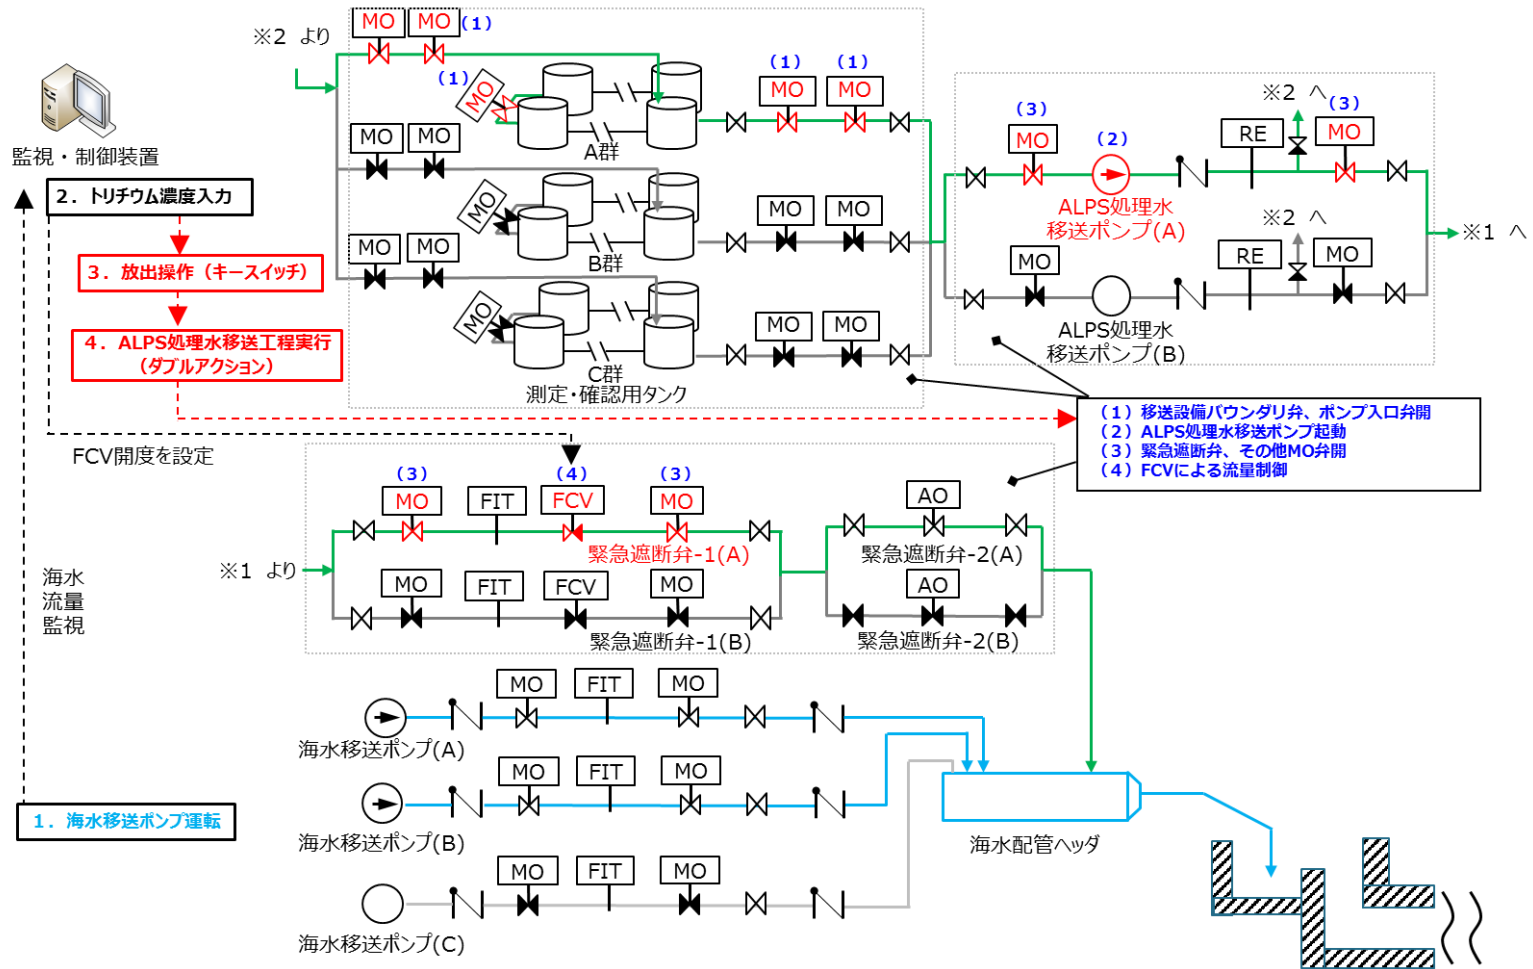 MO
MO
(1)
※2 より
(1)
MO
(1)
(1)
MO
MO
MO
MO
A群
監視・制御装置
2. トリチウム濃度入力
3. 放出操作(キースイッチ)
4. ALPS処理水移送工程実行
(ダブルアクション)
MO
MO
MO
MO
MO
B群
MO
MO
MO
C群
測定・確認用タンク
(3)
MO
(2)
ALPS処理水
移送ポンプ(A)
RE
※2 へ
(3)
MO
※2 へ
※1 へ
MO
RE
MO
ALPS処理水
移送ポンプ(B)
(1)移送設備バウンダリ弁、ポンプ入口弁開
(2)ALPS処理水移送ポンプ起動
(3)緊急遮断弁、その他MO弁開
(4)FCVによる流量制御
FCV開度を設定
(3)
(4)
(3)
MO
FIT
FCV
MO
緊急遮断弁-1(A)
AO
緊急遮断弁-2(A)
※1 より
MO
FIT
FCV
MO
緊急遮断弁-1(B)
AO
緊急遮断弁-2(B)
海水
流量
監視
MO
FIT
MO
海水移送ポンプ(A)
MO
FIT
MO
海水移送ポンプ(B)
1. 海水移送ポンプ運転
海水配管ヘッダ
MO
FIT
MO
海水移送ポンプ(C)